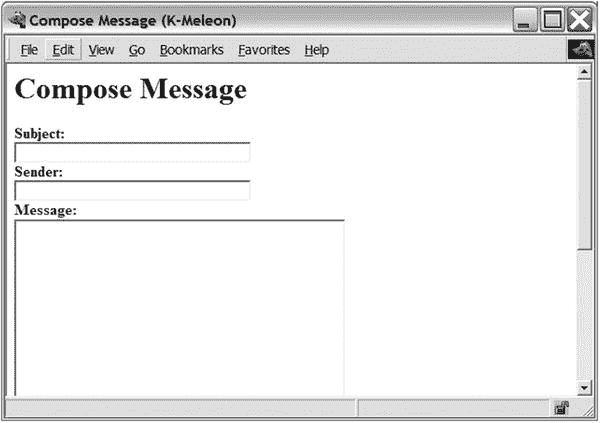 Compose Message (K-Meleon)
File Edit View Go Bookmarks Favorites Help
Compose Message
Subject:
Sender:
Message: